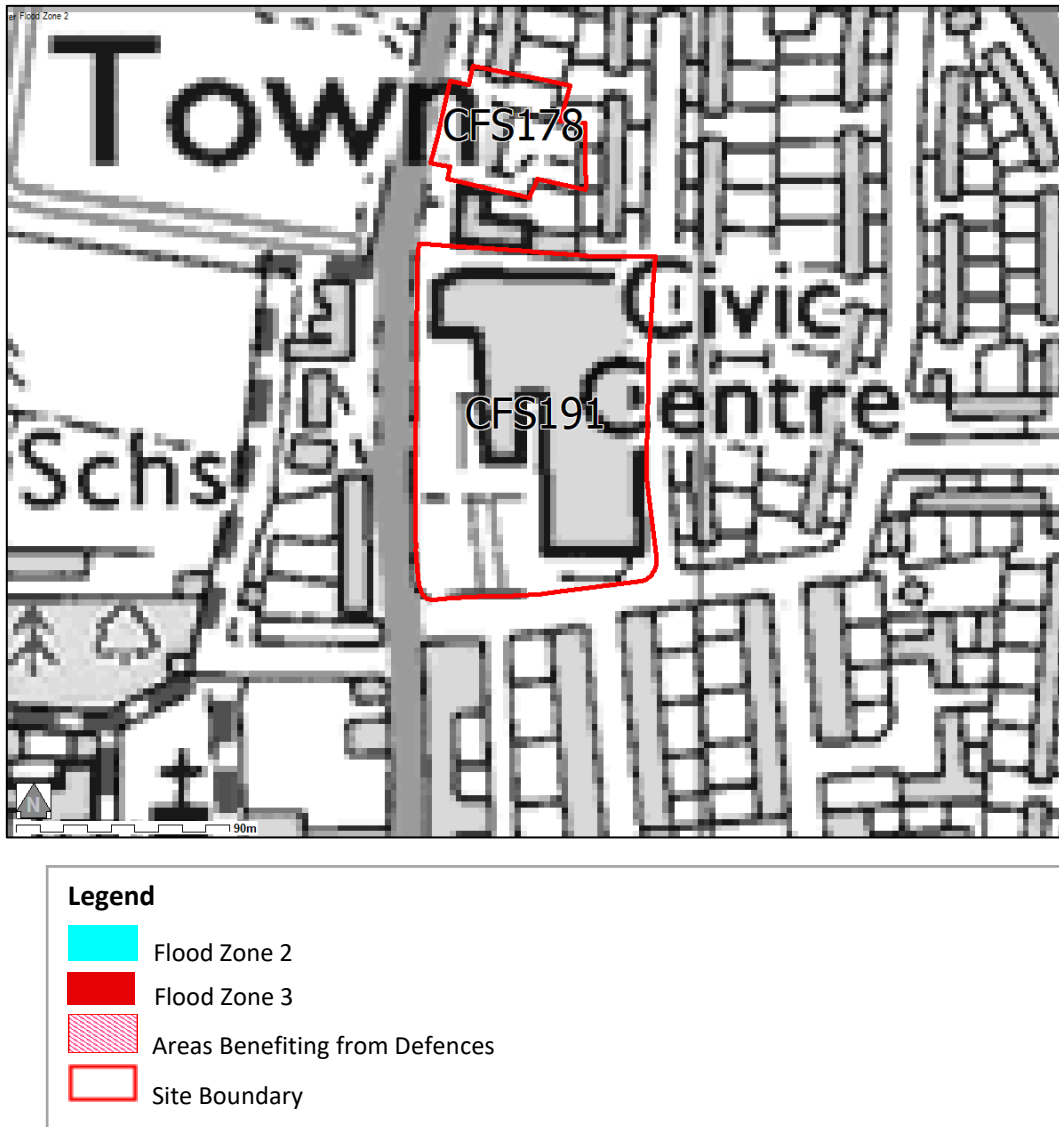 er Flood Zone 2
Town
CFS178
Civic
Centre
CFS191
Schs
N
90m
Legend
Flood Zone 2
Flood Zone 3
Areas Benefiting from Defences
Site Boundary